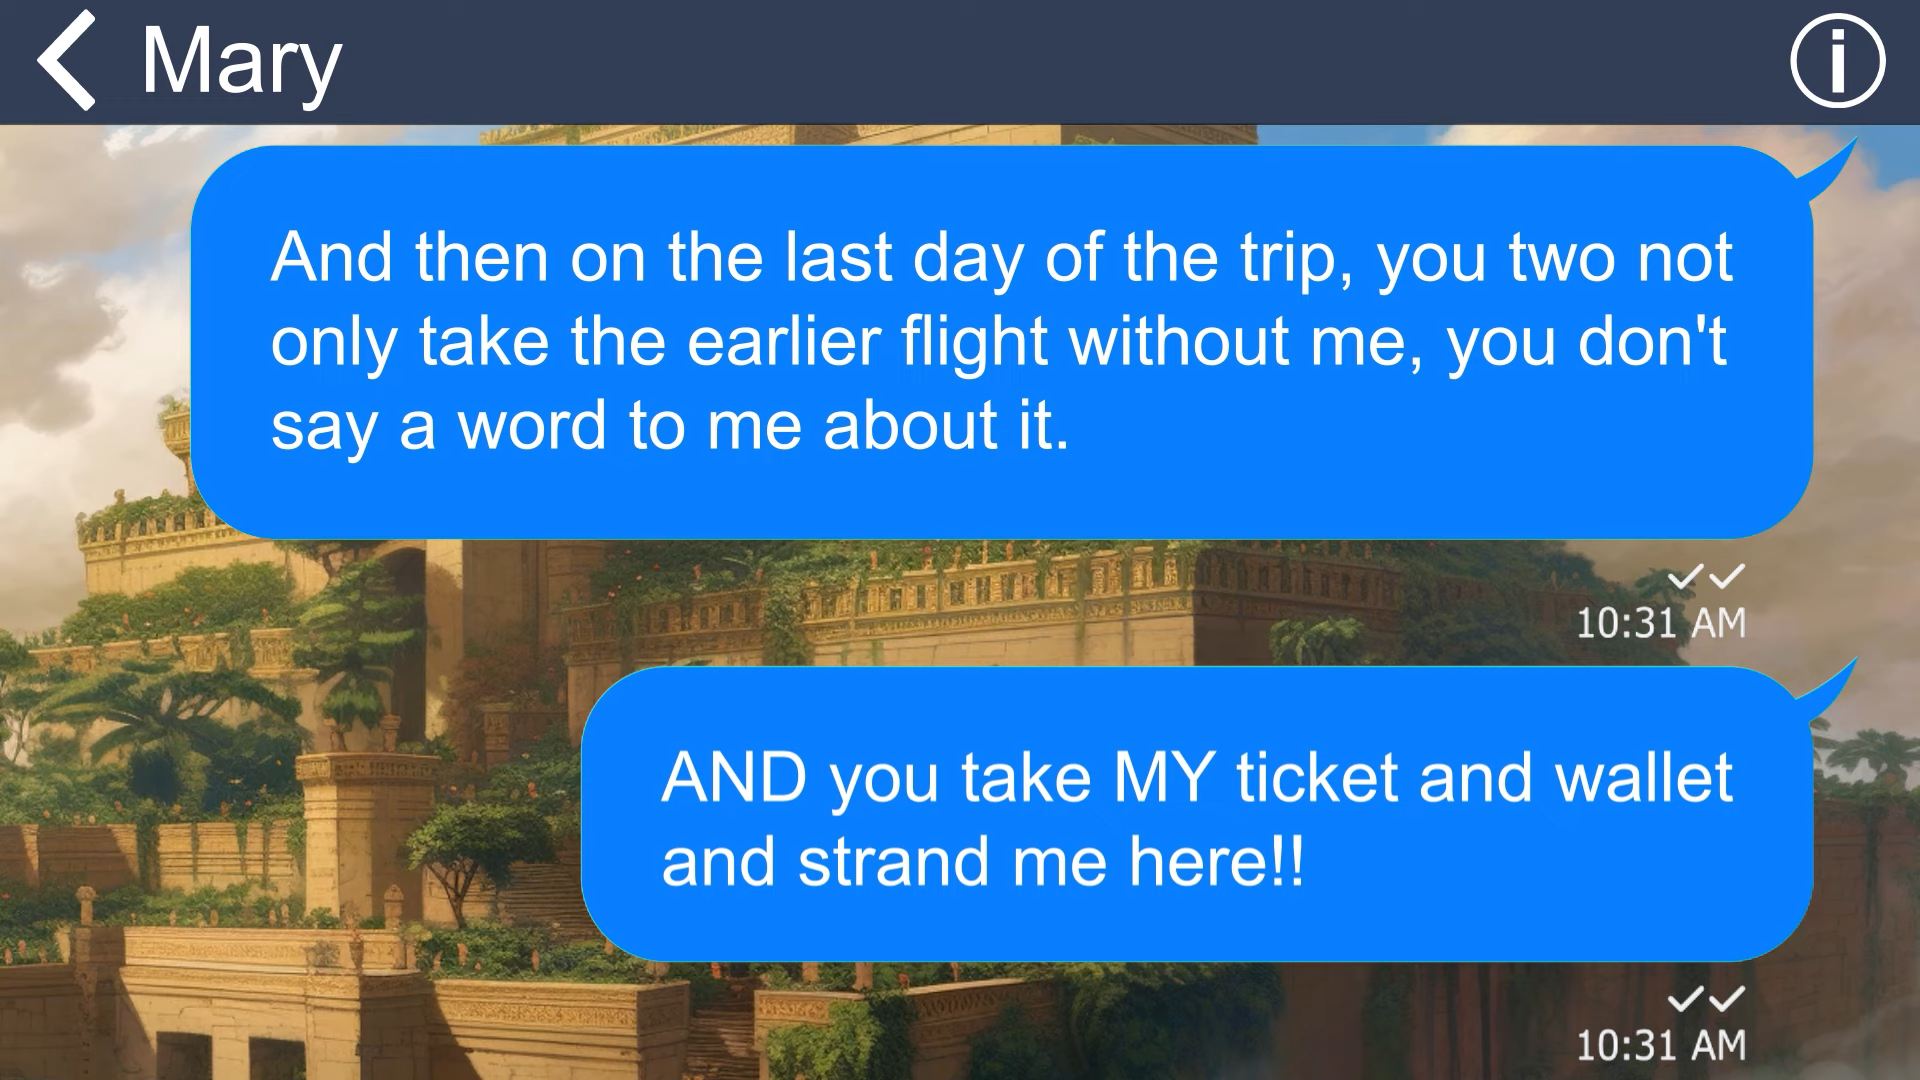 Mary
And then on the last day of the trip, you two not
only take the earlier flight without me, you don't
say a word to me about it.
10:31 AM
AND you take MY ticket and wallet
and strand me here!!
10:31 AM